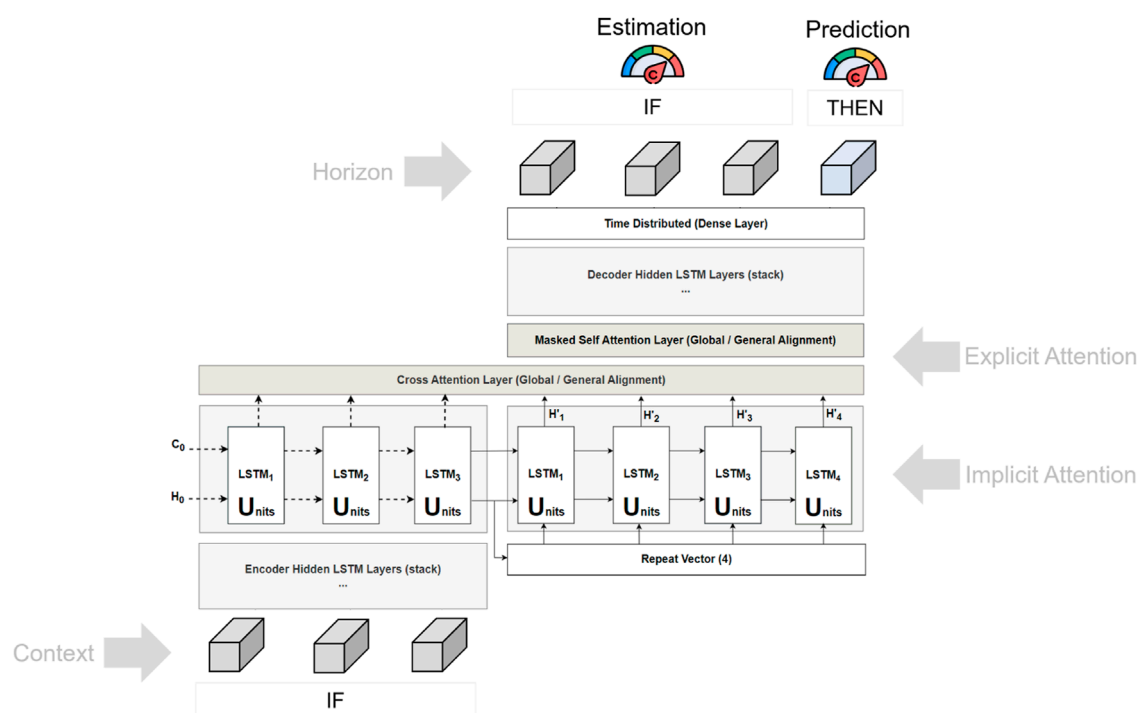 Estimation
Prediction
C
C
IF
THEN
Horizon
Time Distributed (Dense Layer)
Decoder Hidden LSTM Layers (stack)
...
Masked Self Attention Layer (Global / General Alignment)
Explicit Attention
Cross Attention Layer (Global / General Alignment)
H'1
H'2
H'3
H'4
C0
LSTM1
LSTM2
LSTM3
LSTM1
LSTM2
LSTM3
LSTM4
Implicit Attention
H0
Units
Units
Units
Units
Units
Units
Units
Repeat Vector (4)
Encoder Hidden LSTM Layers (stack)
...
Context
IF